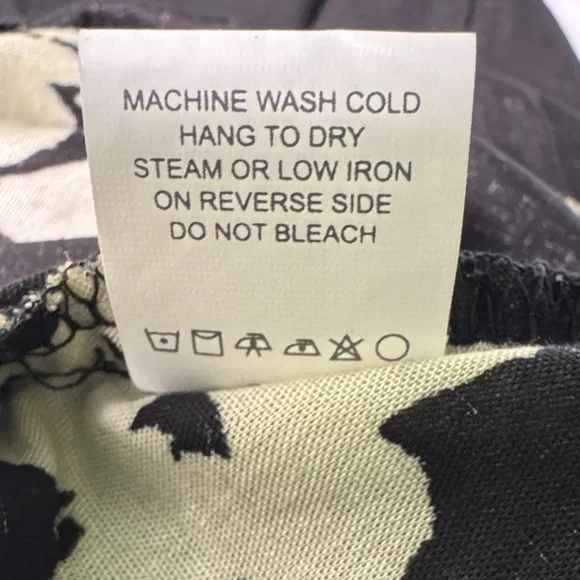 MACHINE WASH COLD
HANG TO DRY
STEAM OR LOW IRON
ON REVERSE SIDE
DO NOT BLEACH